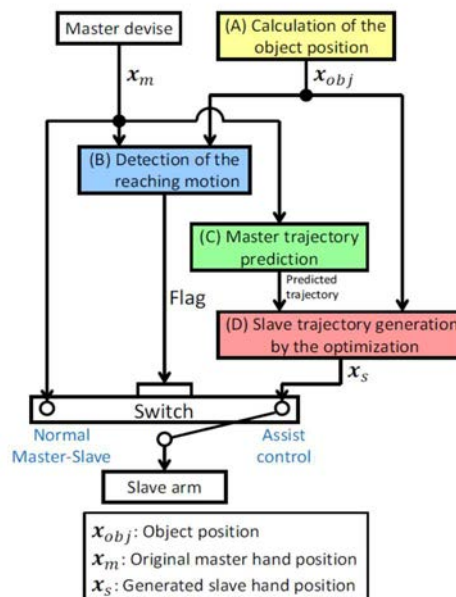 Master devise
(A) Calculation of the
object position
x_m
x_obj
(B) Detection of the
reaching motion
(C) Master trajectory
prediction
Predicted
trajectory
Flag
(D) Slave trajectory generation
by the optimization
x_s
Switch
Normal
Master-Slave
Assist
control
Slave arm
x_obj: Object position
x_m: Original master hand position
x_s: Generated slave hand position